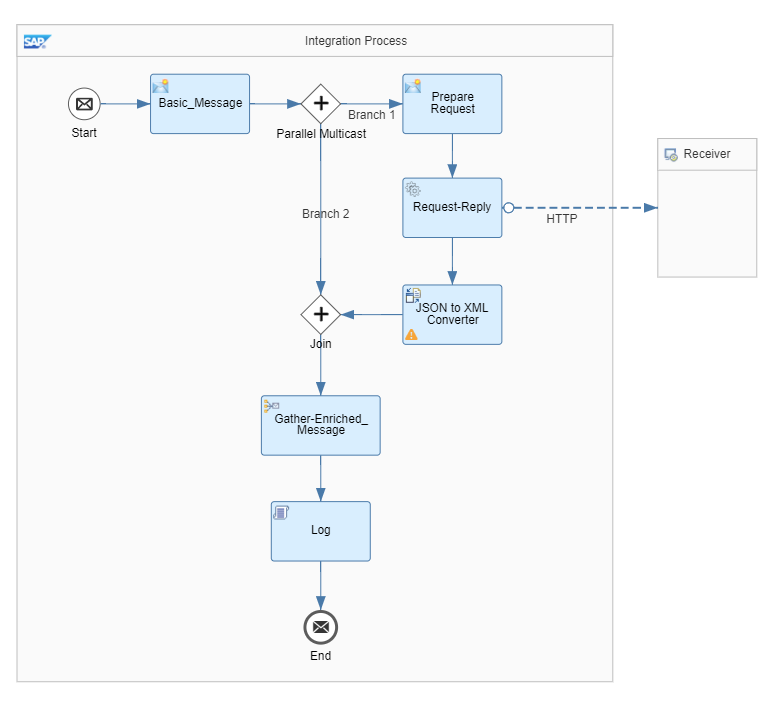 SAP
Integration Process
Start
Basic_Message
Parallel Multicast
Branch 1
Prepare
Request
Receiver
Request-Reply
HTTP
Branch 2
JSON to XML
Converter
Join
Gather-Enriched_
Message
Log
End